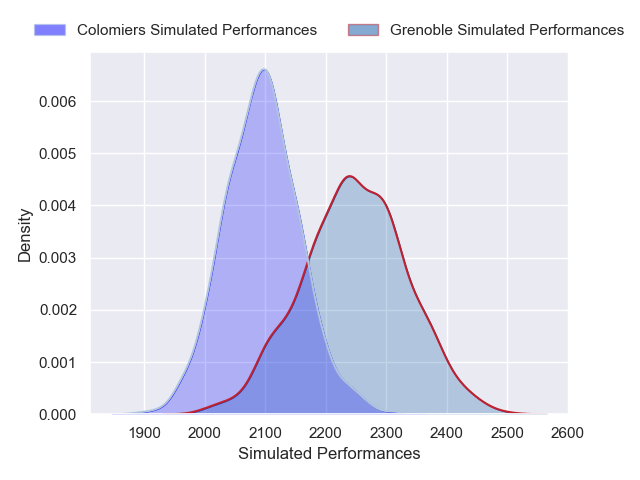 Colomiers Simulated Performances
Grenoble Simulated Performances
0.006
0.005
0.004
0.003
0.002
0.001
0.000
Density
1900 2000 2100 2200 2300 2400 2500 2600
Simulated Performances